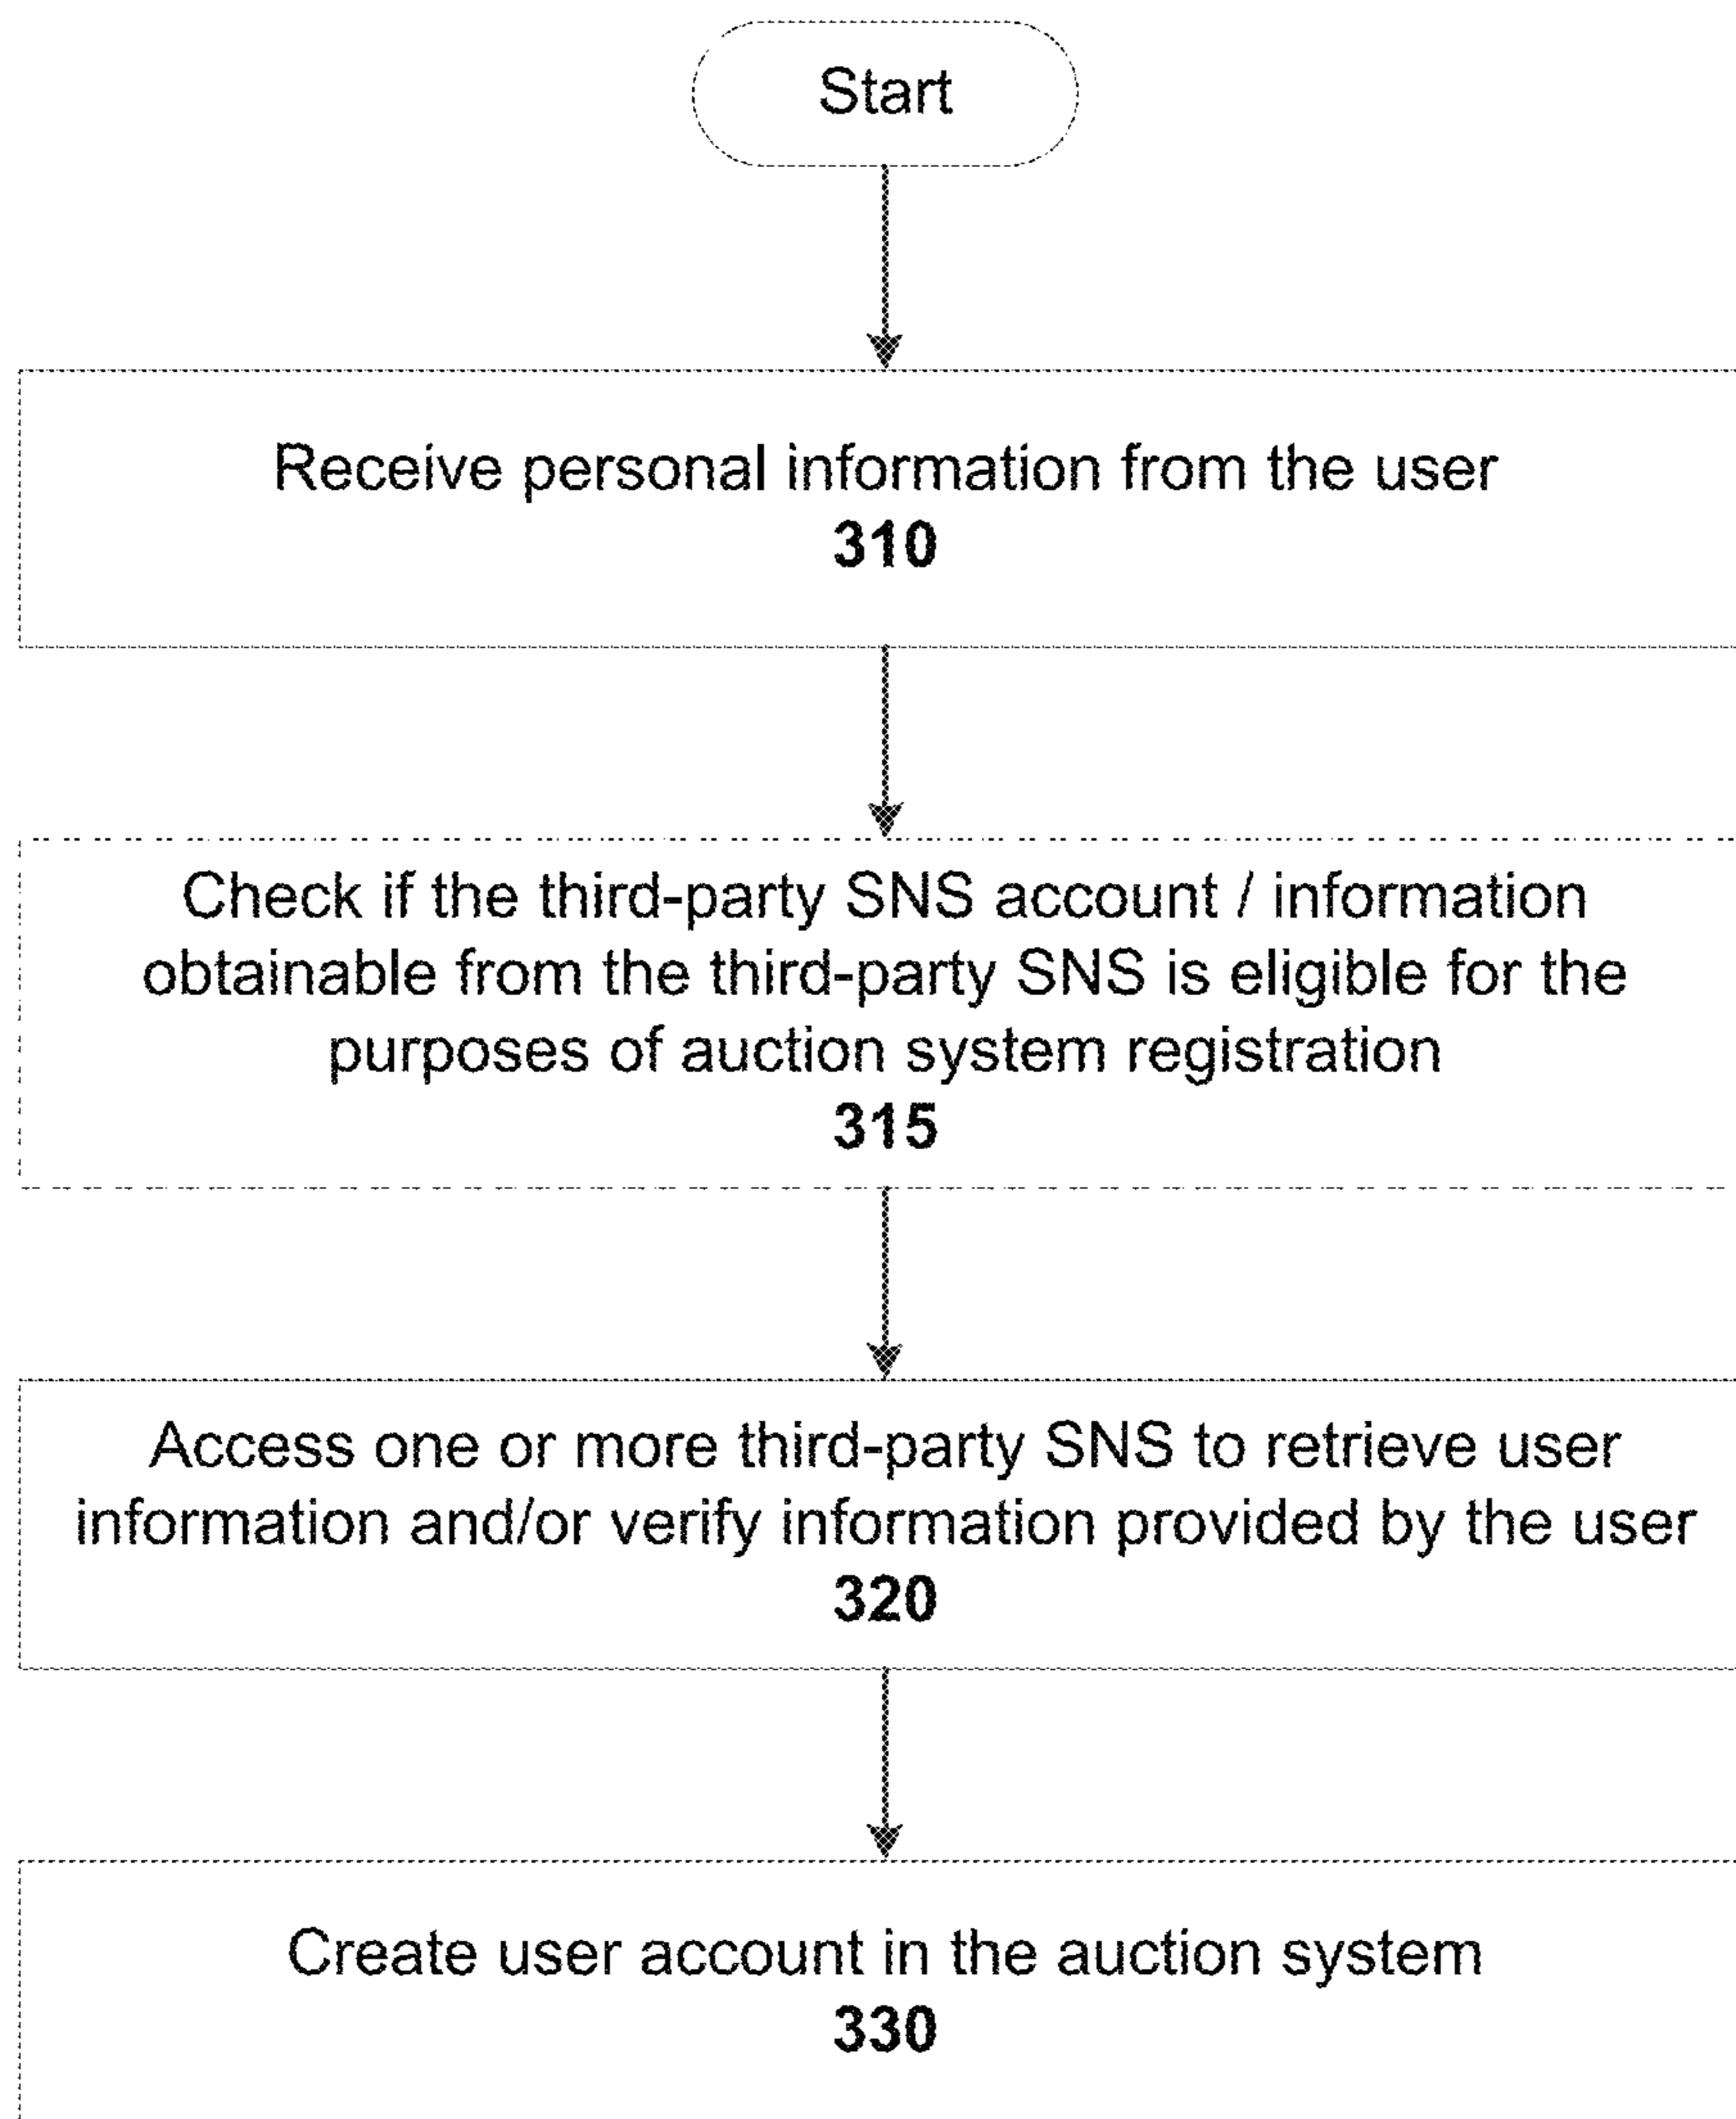 Start
Receive personal information from the user
310
Check if the third-party SNS account / information
obtainable from the third-party SNS is eligible for the
purposes of auction system registration
315
Access one or more third-party SNS to retrieve user
information and/or verify information provided by the user
320
Create user account in the auction system
330